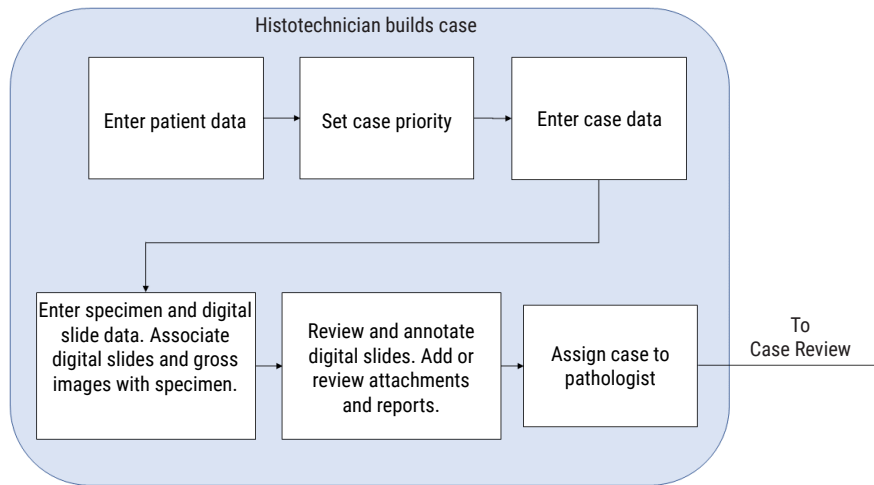 Histotechnician builds case
Enter patient data
Set case priority
Enter case data
Enter specimen and digital
slide data. Associate
digital slides and gross
images with specimen.
Review and annotate
digital slides. Add or
review attachments
and reports.
Assign case to
pathologist
To
Case Review